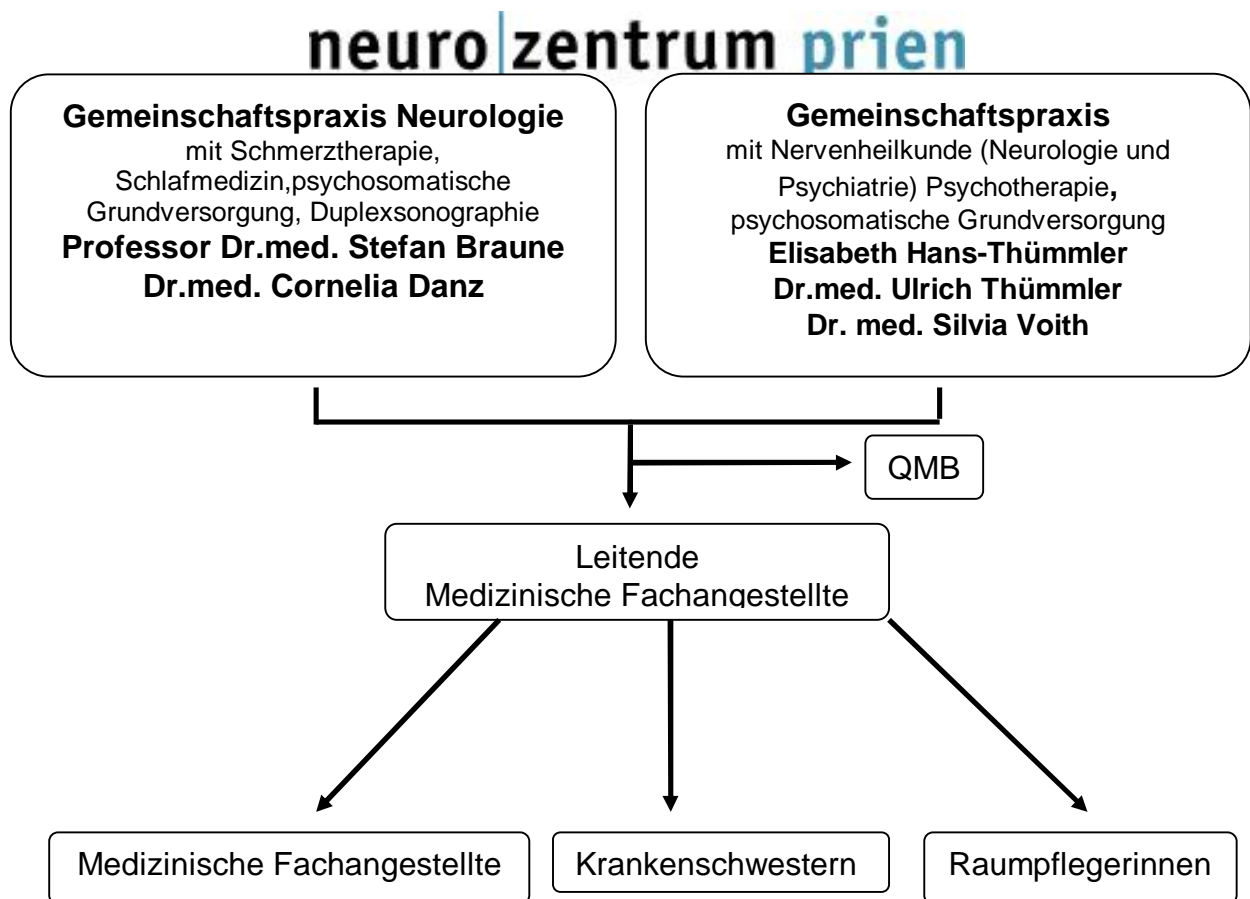 neuro|zentrum prien
Gemeinschaftspraxis Neurologie
mit Schmerztherapie,
Schlafmedizin,psychosomatische
Grundversorgung, Duplexsonographie
Professor Dr.med. Stefan Braune
Dr.med. Cornelia Danz
Gemeinschaftspraxis
mit Nervenheilkunde (Neurologie und
Psychiatrie) Psychotherapie,
psychosomatische Grundversorgung
Elisabeth Hans-Thümmler
Dr.med. Ulrich Thümmler
Dr. med. Silvia Voith
QMB
Leitende
Medizinische Fachangestellte
Medizinische Fachangestellte
Krankenschwestern
Raumpflegerinnen